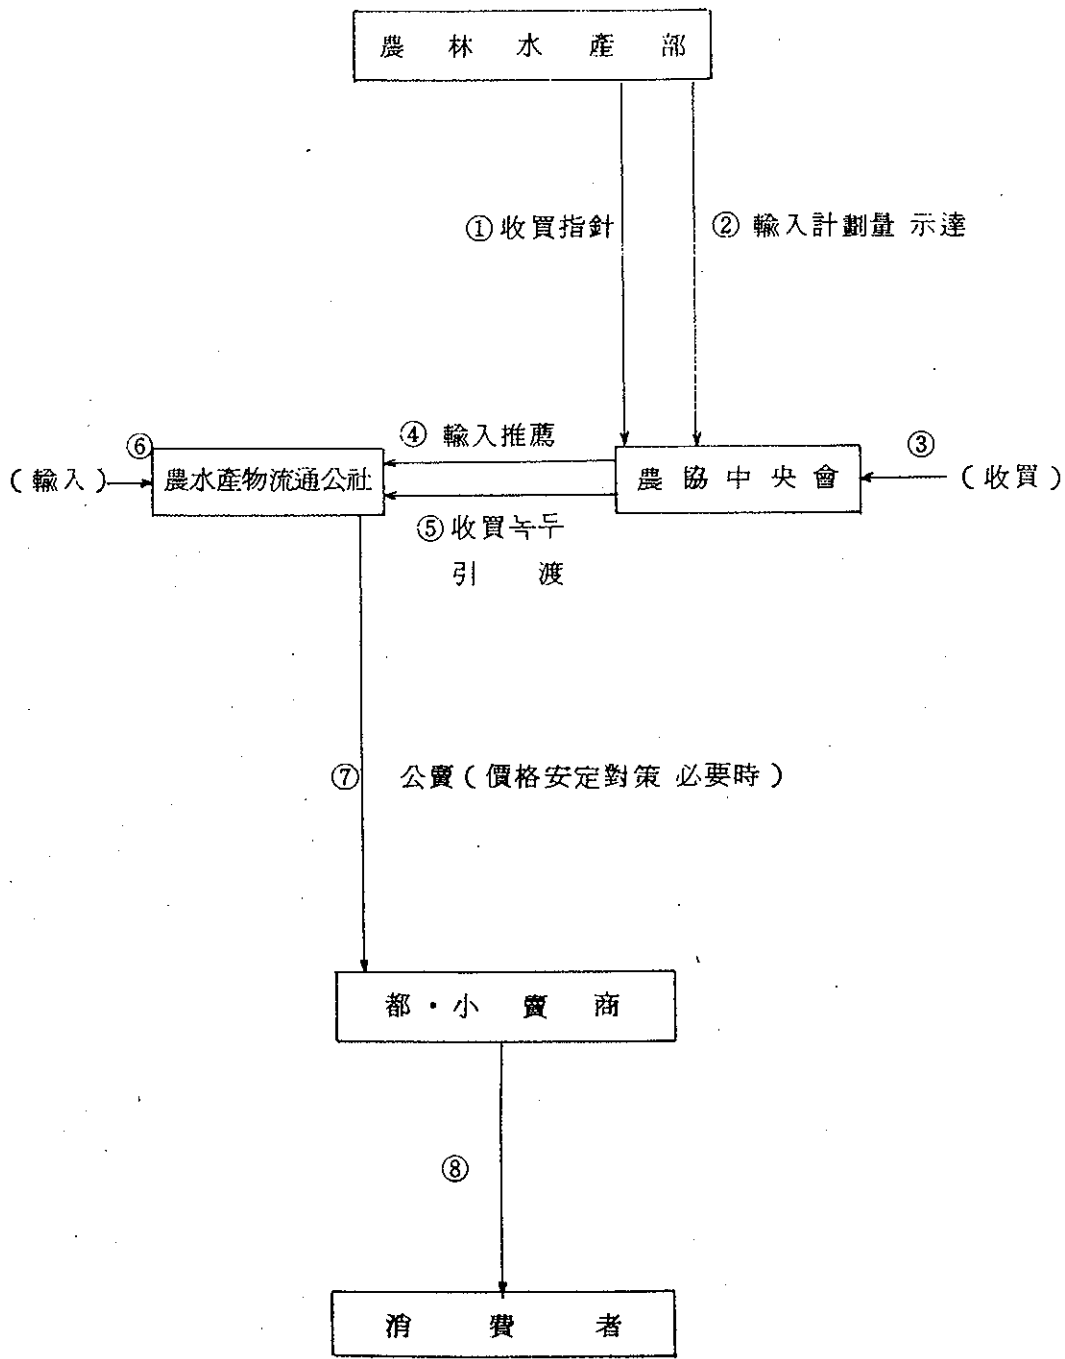 農林水產部
①收買指針
② 輸入計劃量 示達
④ 輸入推薦
③
⑥
(輸入)
農水產物流通公社
農協中央會
(收買)
⑤收買녹두
引渡
⑦ 公賣(價格安定對策 必要時)
都・小賣商
⑧
消費者